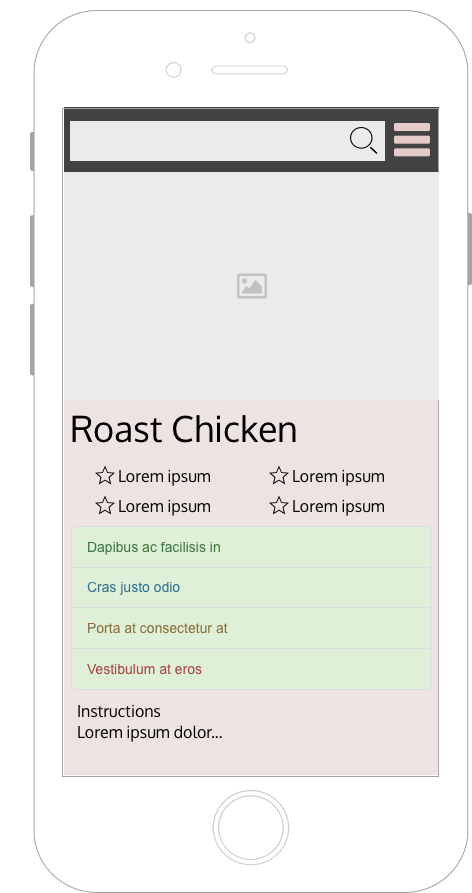 Roast Chicken
Lorem ipsum Lorem ipsum
Lorem ipsum Lorem ipsum
Dapibus ac facilisis in
Cras justo odio
Porta at consectetur at
Vestibulum at eros
Instructions
Lorem ipsum dolor...